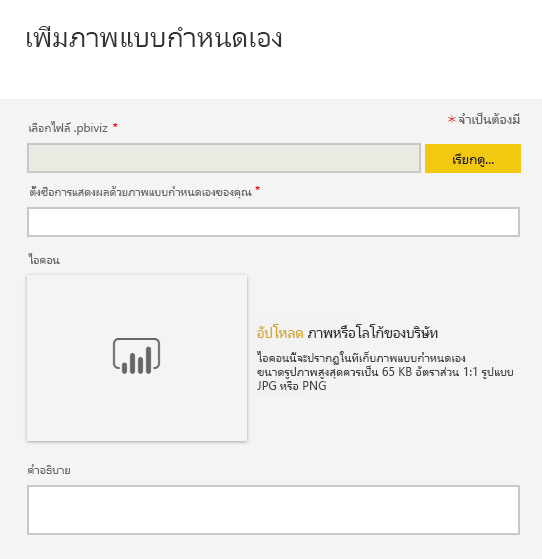 เพิ่มภาพแบบกำหนดเอง
* จำเป็นต้องมี
เลือกไฟล์ .pbiviz *
เรียกดู...
ตั้งชื่อการแสดงผลด้วยภาพแบบกำหนดเองของคุณ *
ไอคอน
อัปโหลด ภาพหรือโลโก้ของบริษัท
ไอคอนนี้จะปรากฏในที่เก็บภาพแบบกำหนดเอง
ขนาดรูปภาพสูงสุดควรเป็น 65 KB อัตราส่วน 1:1 รูปแบบ
JPG หรือ PNG
คำอธิบาย